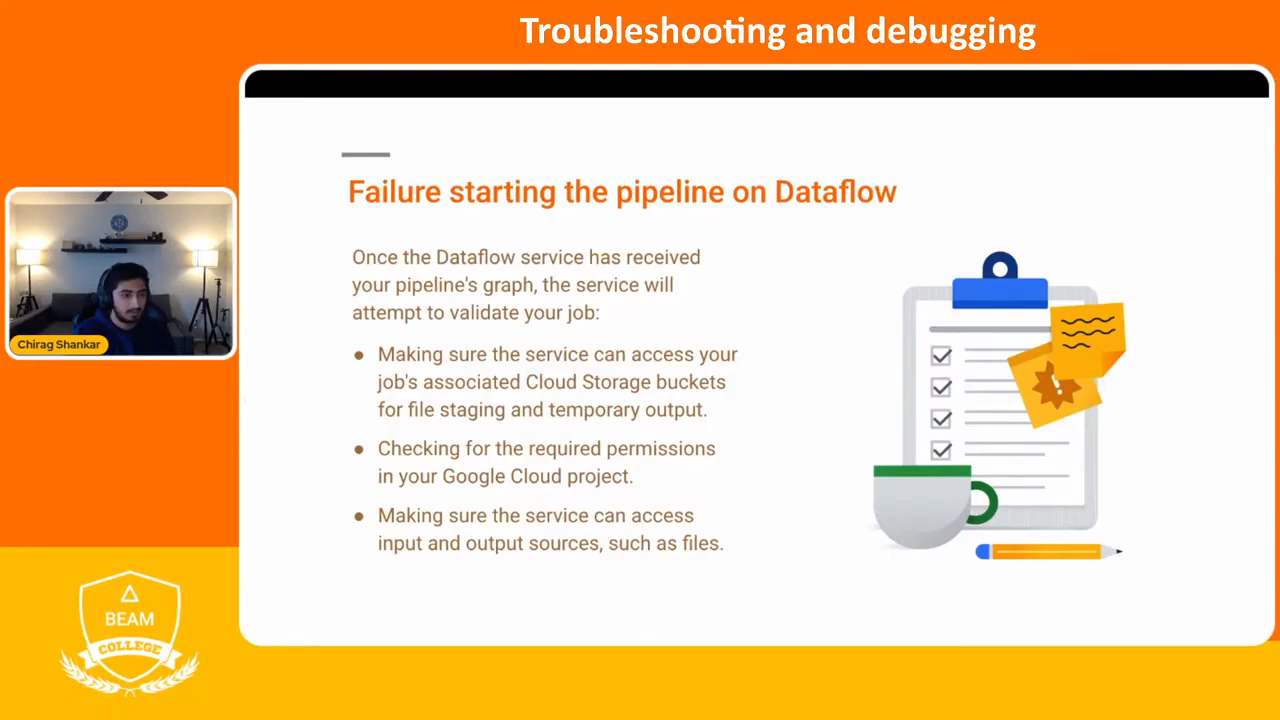 Troubleshooting and debugging
Failure starting the pipeline on Dataflow
Once the Dataflow service has received
your pipeline's graph, the service will
attempt to validate your job:
● Making sure the service can access your
job's associated Cloud Storage buckets
for file staging and temporary output.
● Checking for the required permissions
in your Google Cloud project.
● Making sure the service can access
input and output sources, such as files.
Chirag Shankar
BEAM
COLLEGE